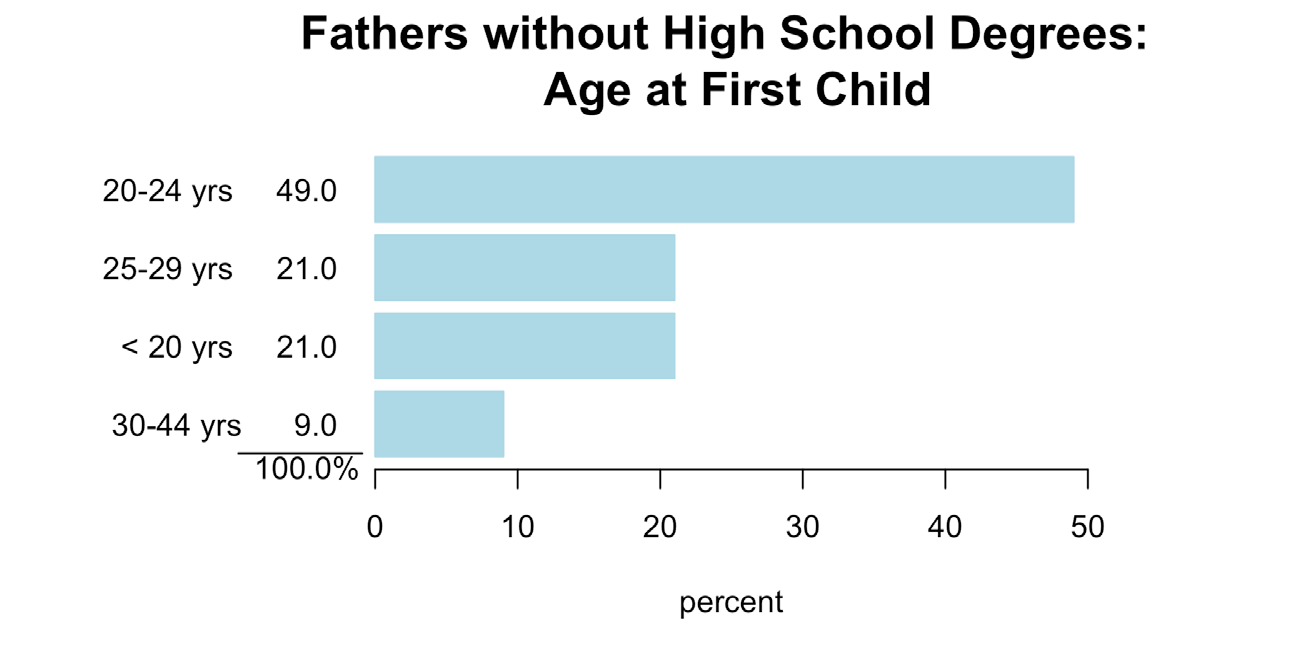 Fathers without High School Degrees:
Age at First Child
20-24 yrs 49.0
25-29 yrs 21.0
< 20 yrs 21.0
30-44 yrs 9.0
100.0%
0 10 20 30 40 50
percent